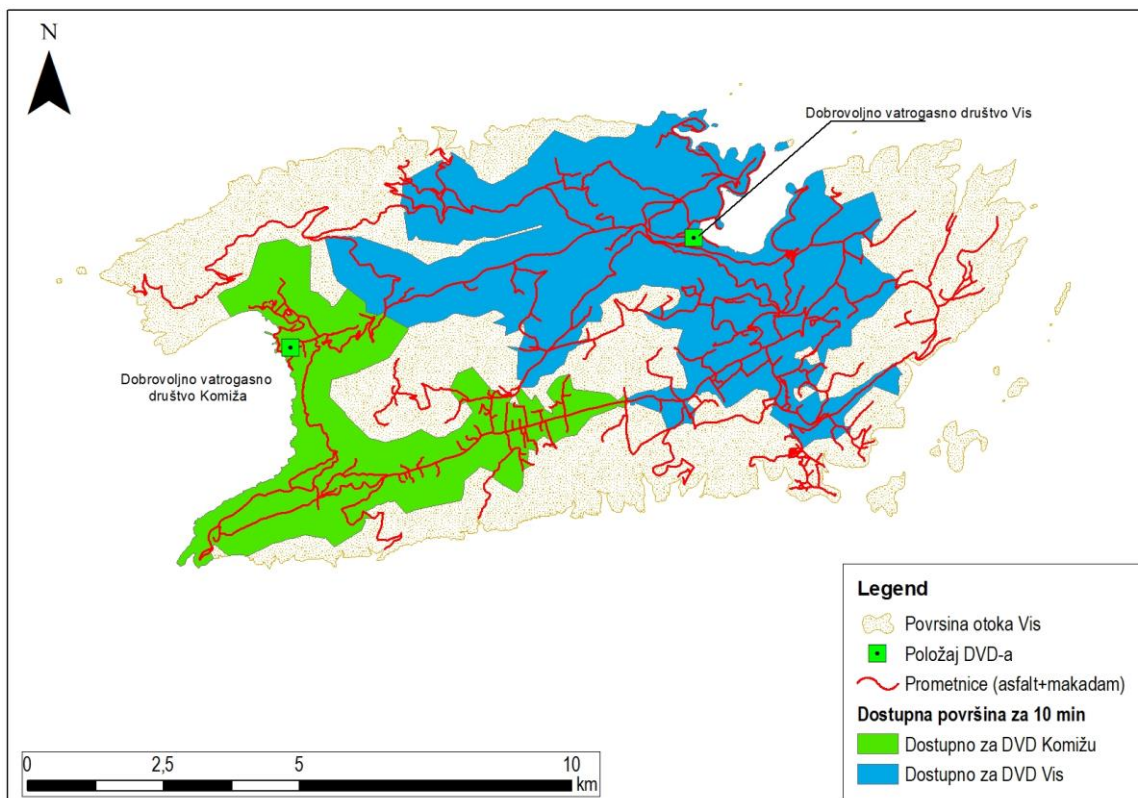 N
Dobrovoljno vatrogasno društvo Vis
Dobrovoljno vatrogasno
društvo Komiža
Legend
Povrsina otoka Vis
Položaj DVD-a
Prometnice (asfalt+makadam)
Dostupna površina za 10 min
Dostupno za DVD Komižu
Dostupno za DVD Vis
0 2,5 5 10
km